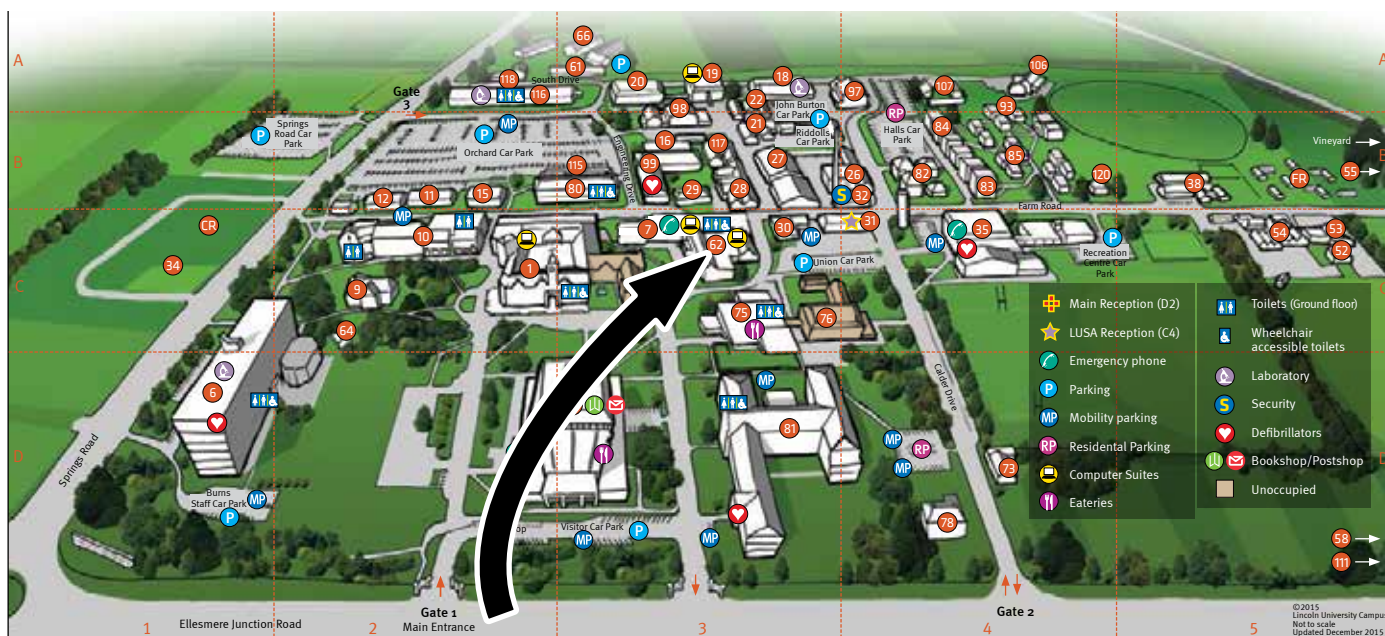 A
66
61
118
South Drive
116
20
19
18
22
John Burton
Car Park
97
107
106
A
Gate
3
98
21
Riddolls
Car Park
RP
Halls Car
Park
93
84
P
Springs
Road Car
Park
P
MP
Orchard Car Park
Engineering Drive
16
117
99
27
85
Vineyard
B
B
12
11
15
115
80
29
28
26
S
32
82
83
120
38
FR
55
Farm Road
CR
10
7
62
30
31
35
54
53
52
34
1
MP
P
Union Car Park
MP
P
Recreation
Centre Car
Park
C
C
9
64
75
76
Main Reception (D2)
LUSA Reception (C4)
Emergency phone
P
Parking
MP
Mobility parking
RP
Residental Parking
Computer Suites
Eateries
Toilets (Ground floor)
Wheelchair
accessible toilets
Laboratory
S
Security
Defibrillators
Bookshop/Postshop
Unoccupied
6
MP
81
Calder Drive
D
D
MP
RP
MP
73
Springs Road
Burns
Staff Car Park
MP
P
op
Visitor Car Park
MP
P
MP
78
58
111
Gate 1
Main Entrance
Gate 2
Ellesmere Junction Road
1
2
3
4
5
©2015
Lincoln University Campus
Not to scale
Updated December 2015